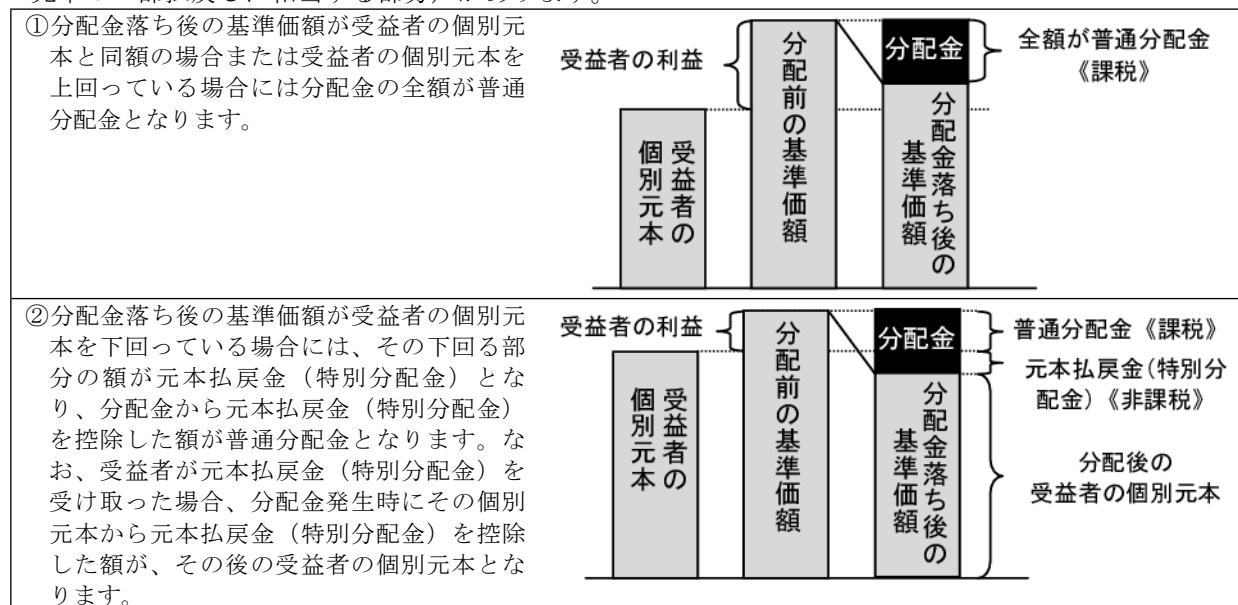 ①分配金落ち後の基準価額が受益者の個別元
本と同額の場合または受益者の個別元本を
上回っている場合には分配金の全額が普通
分配金となります。
受益者の利益
受益者の
個別元本
分配前の基準価額
分配金
分配金落ち後の
基準価額
全額が普通分配金
《課税》
②分配金落ち後の基準価額が受益者の個別元
本を下回っている場合には、その下回る部
分の額が元本払戻金（特別分配金）とな
り、分配金から元本払戻金（特別分配金）
を控除した額が普通分配金となります。な
お、受益者が元本払戻金（特別分配金）を
受け取った場合、分配金発生時にその個別
元本から元本払戻金（特別分配金）を控除
した額が、その後の受益者の個別元本とな
ります。
受益者の利益
受益者の
個別元本
分配前の基準価額
分配金
分配金落ち後の
基準価額
普通分配金《課税》
元本払戻金（特別分
配金）《非課税》
分配後の
受益者の個別元本